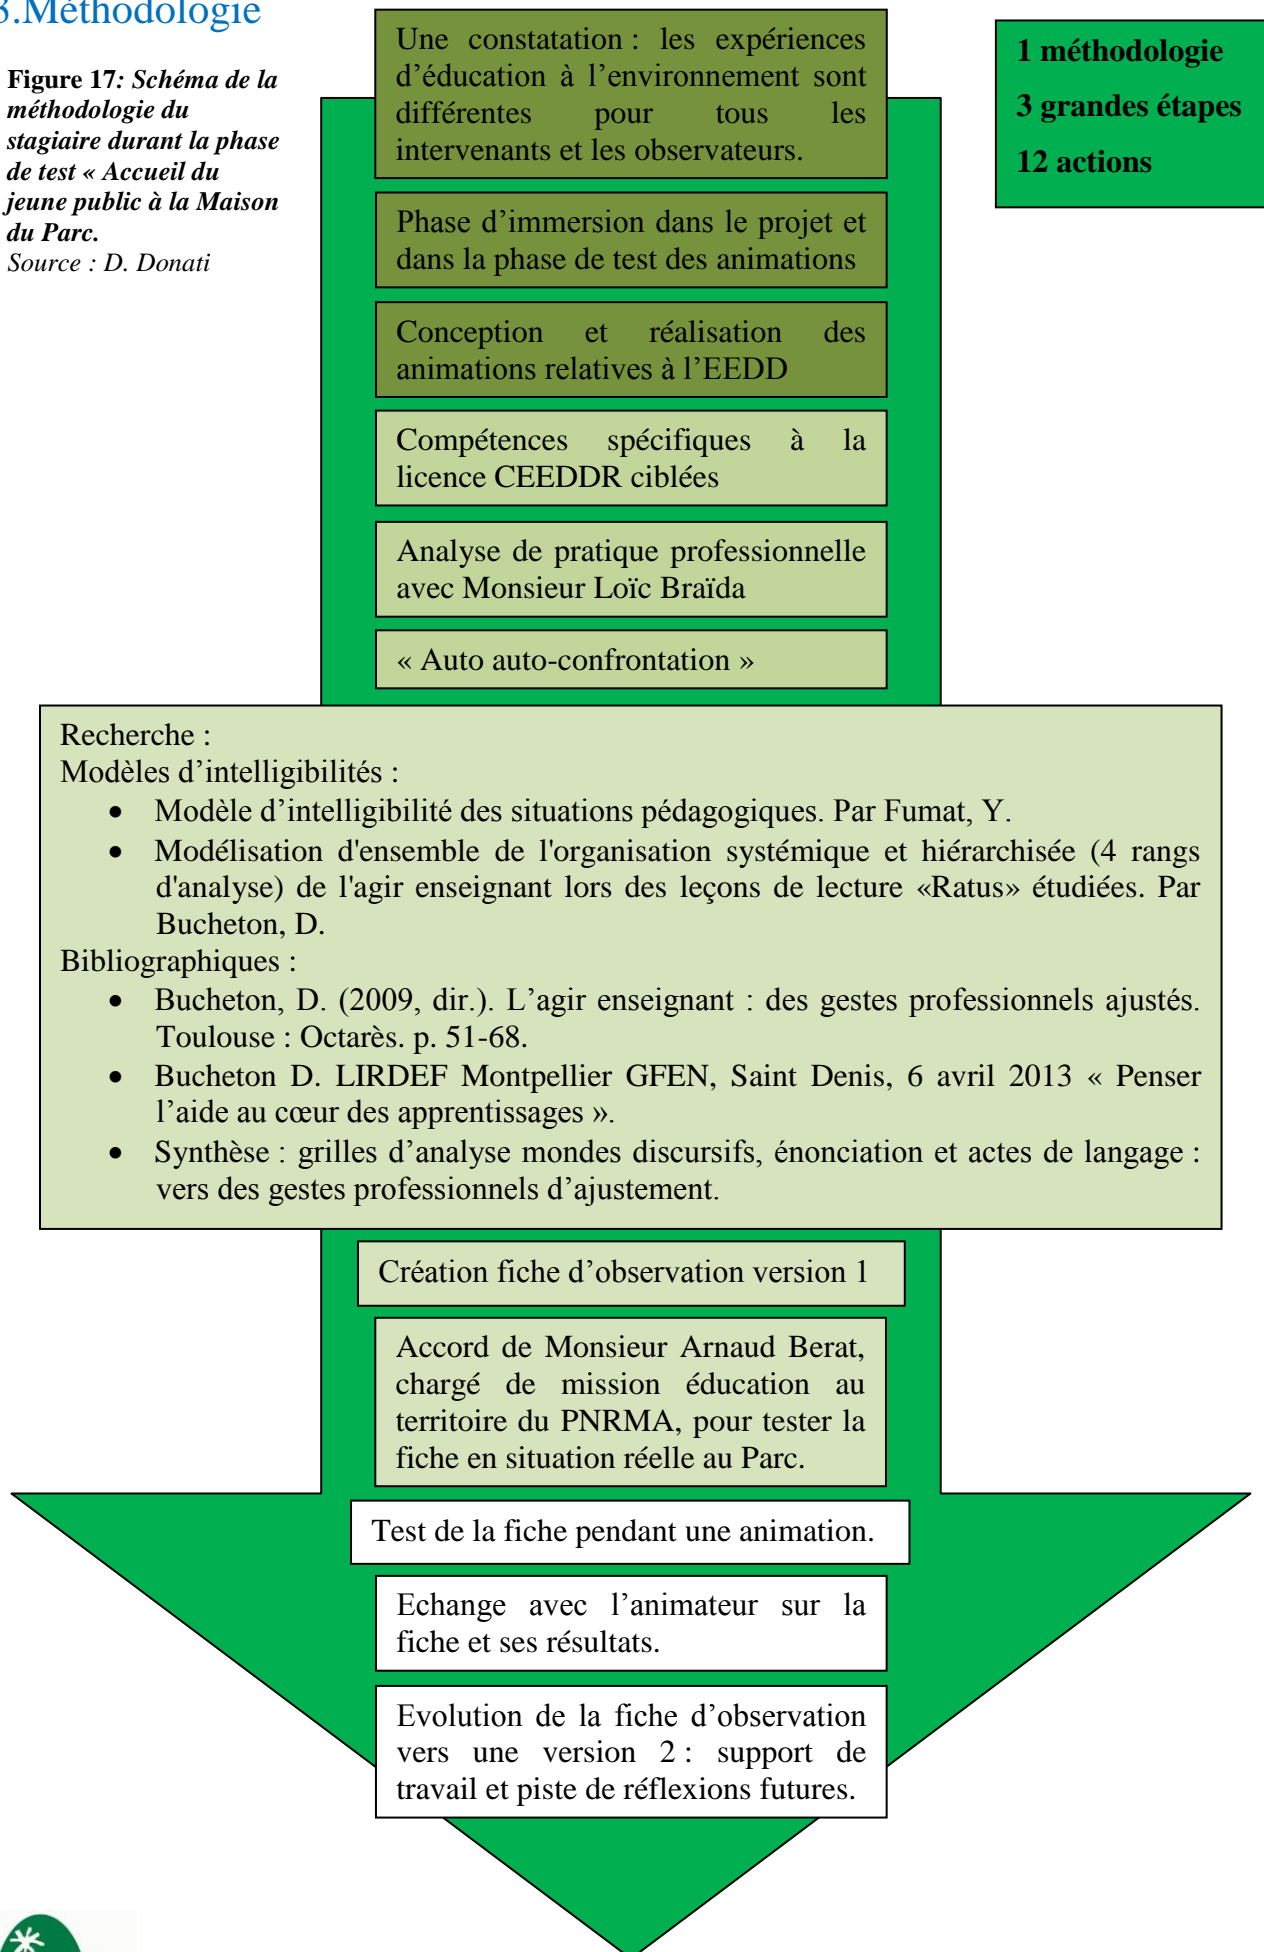 3.Méthodologie
Figure 17: Schéma de la
méthodologie du
stagiaire durant la phase
de test « Accueil du
jeune public à la Maison
du Parc.
Source : D. Donati
Une constatation : les expériences
d’éducation à l’environnement sont
différentes pour tous les
intervenants et les observateurs.
1 méthodologie
3 grandes étapes
12 actions
Phase d’immersion dans le projet et
dans la phase de test des animations
Conception et réalisation des
animations relatives à l’EEDD
Compétences spécifiques à la
licence CEEDDR ciblées
Analyse de pratique professionnelle
avec Monsieur Loïc Braïda
« Auto auto-confrontation »
Recherche :
Modèles d’intelligibilités :
• Modèle d’intelligibilité des situations pédagogiques. Par Fumat, Y.
• Modélisation d'ensemble de l'organisation systémique et hiérarchisée (4 rangs
d'analyse) de l'agir enseignant lors des leçons de lecture «Ratus» étudiées. Par
Bucheton, D.
Bibliographiques :
• Bucheton, D. (2009, dir.). L’agir enseignant : des gestes professionnels ajustés.
Toulouse : Octarès. p. 51-68.
• Bucheton D. LIRDEF Montpellier GFEN, Saint Denis, 6 avril 2013 « Penser
l’aide au cœur des apprentissages ».
• Synthèse : grilles d’analyse mondes discursifs, énonciation et actes de langage :
vers des gestes professionnels d’ajustement.
Création fiche d’observation version 1
Accord de Monsieur Arnaud Berat,
chargé de mission éducation au
territoire du PNRMA, pour tester la
fiche en situation réelle au Parc.
Test de la fiche pendant une animation.
Echange avec l’animateur sur la
fiche et ses résultats.
Evolution de la fiche d’observation
vers une version 2 : support de
travail et piste de réflexions futures.